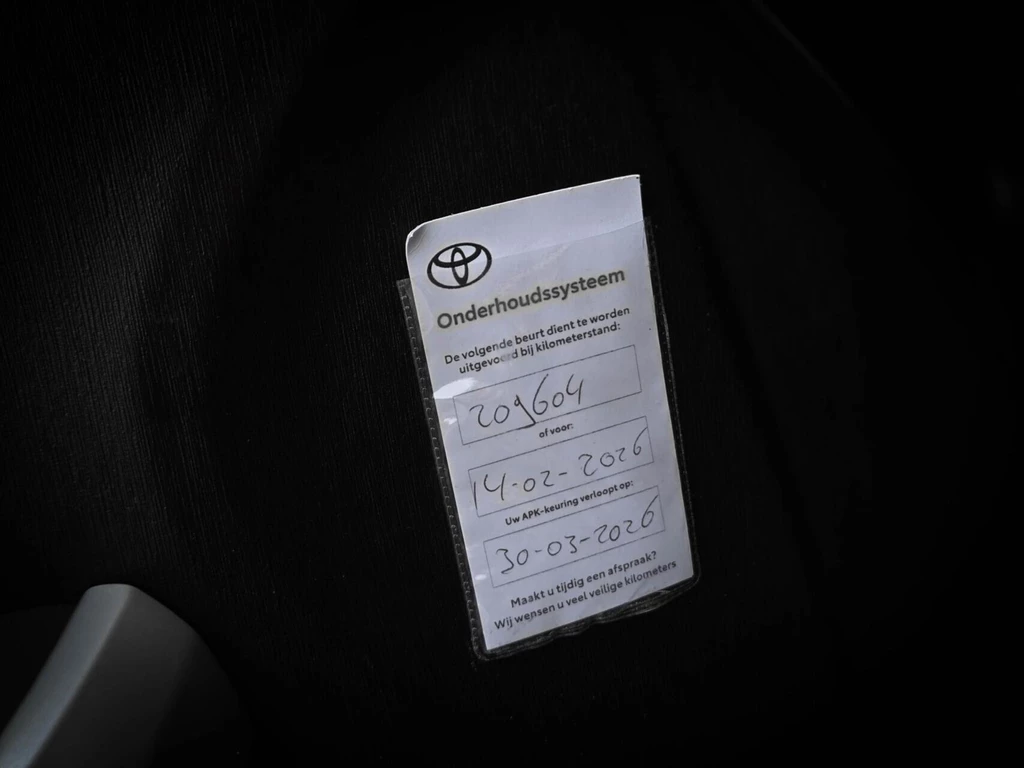 Onderhoudssysteem
De volgende beurt dient te worden
uitgevoerd bij kilometerstand:
209604
of voor:
14-02-2026
Uw APK-keuring verloopt op:
30-03-2026
Maakt u tijdig een afspraak?
Wij wensen u veel veilige kilometers